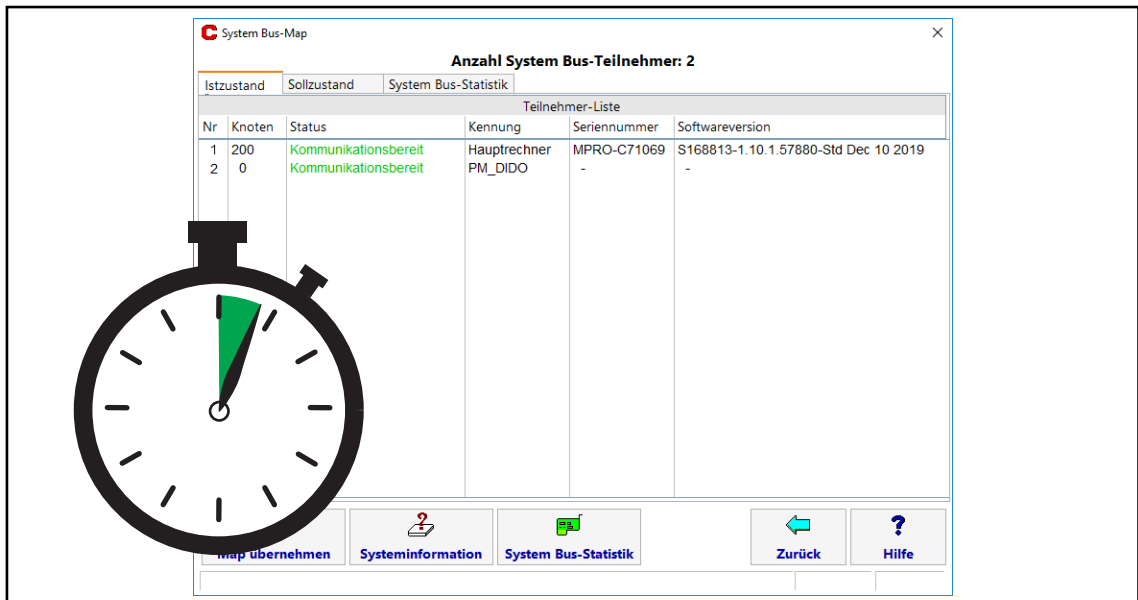 System Bus-Map
Anzahl System Bus-Teilnehmer: 2
Istzustand Sollzustand System Bus-Statistik
Teilnehmer-Liste
Nr Knoten Status Kennung Seriennummer Softwareversion
1 200 Kommunikationsbereit Hauptrechner MPRO-C71069 S168813-1.10.1.57880-Std Dec 10 2019
2 0 Kommunikationsbereit PM_DIDO - -
Map übernehmen Systeminformation System Bus-Statistik Zurück Hilfe